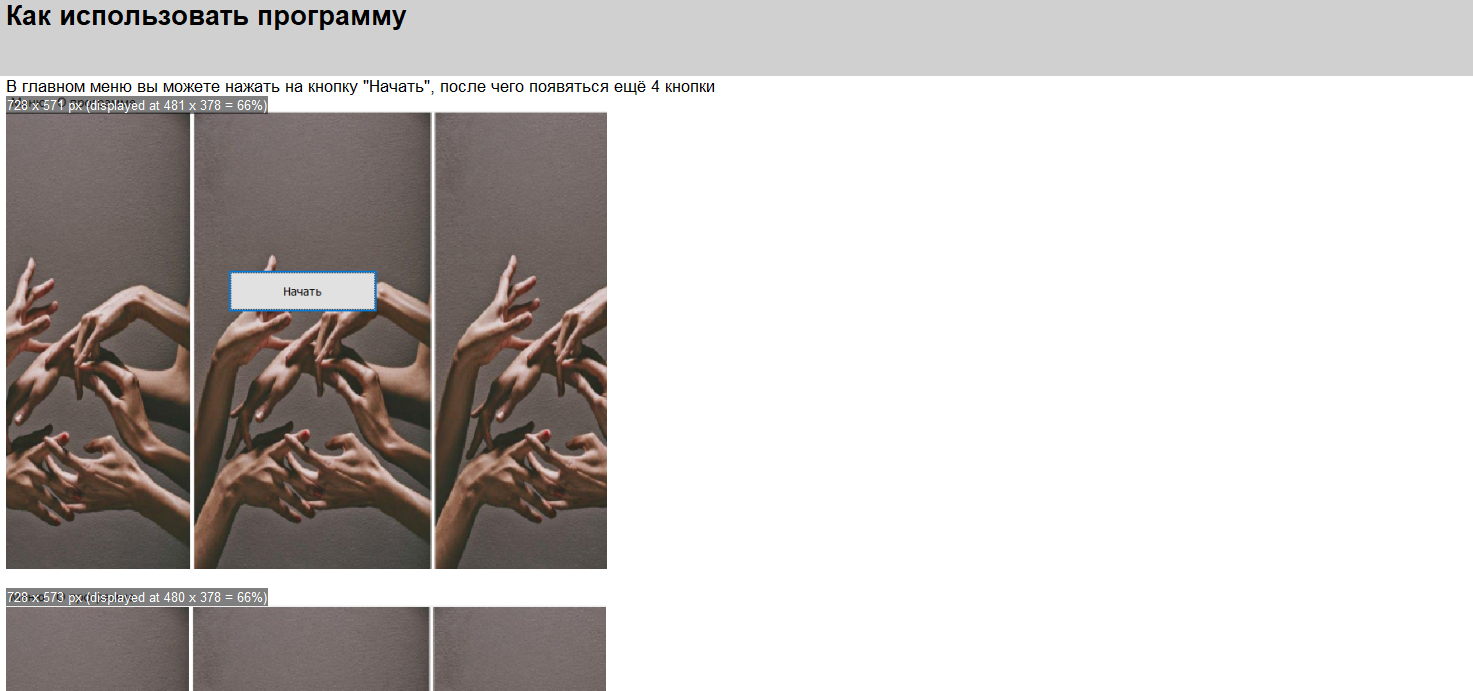 Как использовать программу
В главном меню вы можете нажать на кнопку "Начать", после чего появяться ещё 4 кнопки
728 x 571 px (displayed at 481 x 378 = 66%)
Начать
728 x 573 px (displayed at 480 x 378 = 66%)